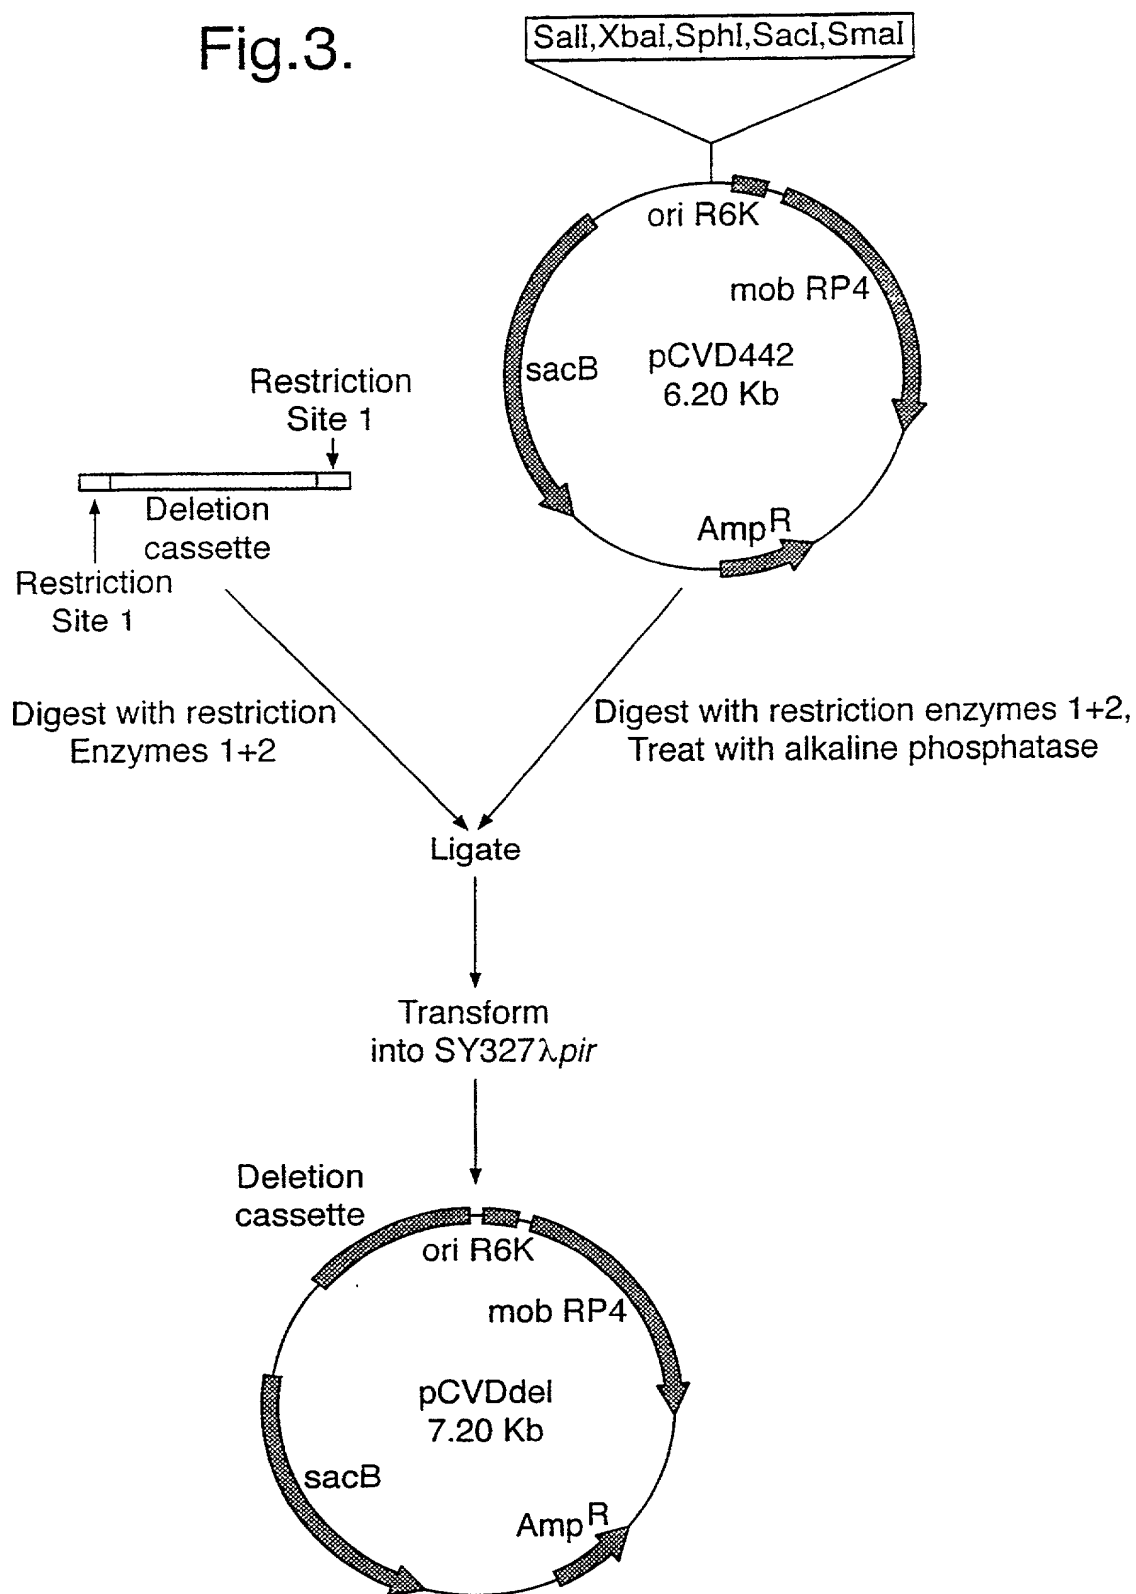 Fig.3.
SalI,XbaI,SphI,SacI,SmaI
ori R6K
mob RP4
sacB
pCVD442
6.20 Kb
Amp R
Restriction
Site 1
Deletion
cassette
Restriction
Site 1
Digest with restriction
Enzymes 1+2
Digest with restriction enzymes 1+2,
Treat with alkaline phosphatase
Ligate
Transform
into SY327λpir
Deletion
cassette
ori R6K
mob RP4
pCVDdel
7.20 Kb
sacB
Amp R